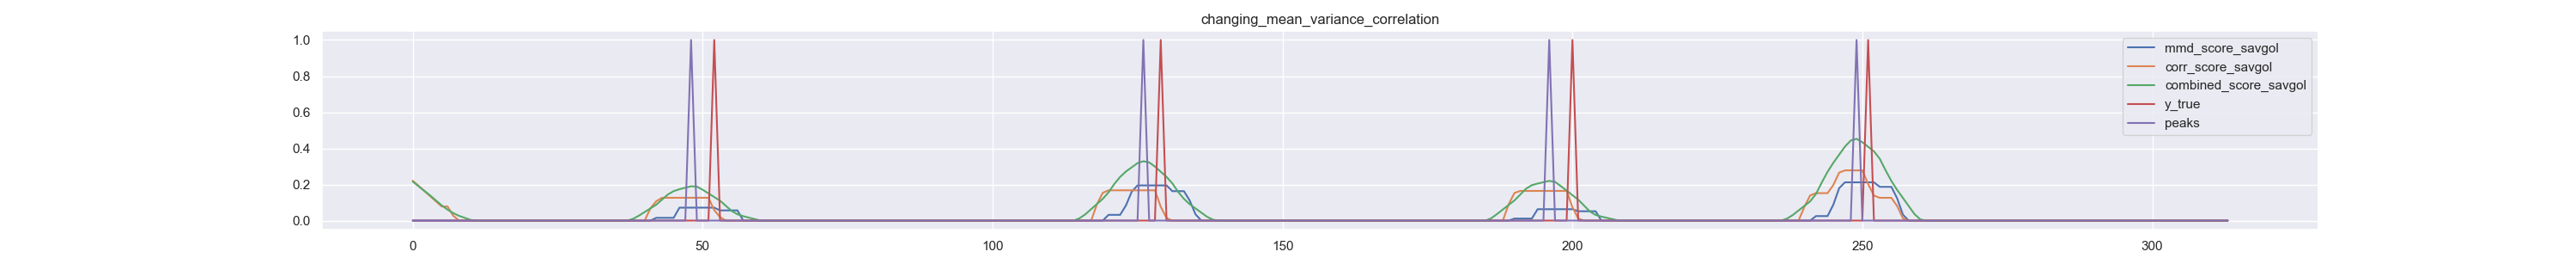 changing_mean_variance_correlation
1.0
0.8
0.6
0.4
0.2
0.0
0
50
100
150
200
250
300
mmd_score_savgol
corr_score_savgol
combined_score_savgol
y_true
peaks